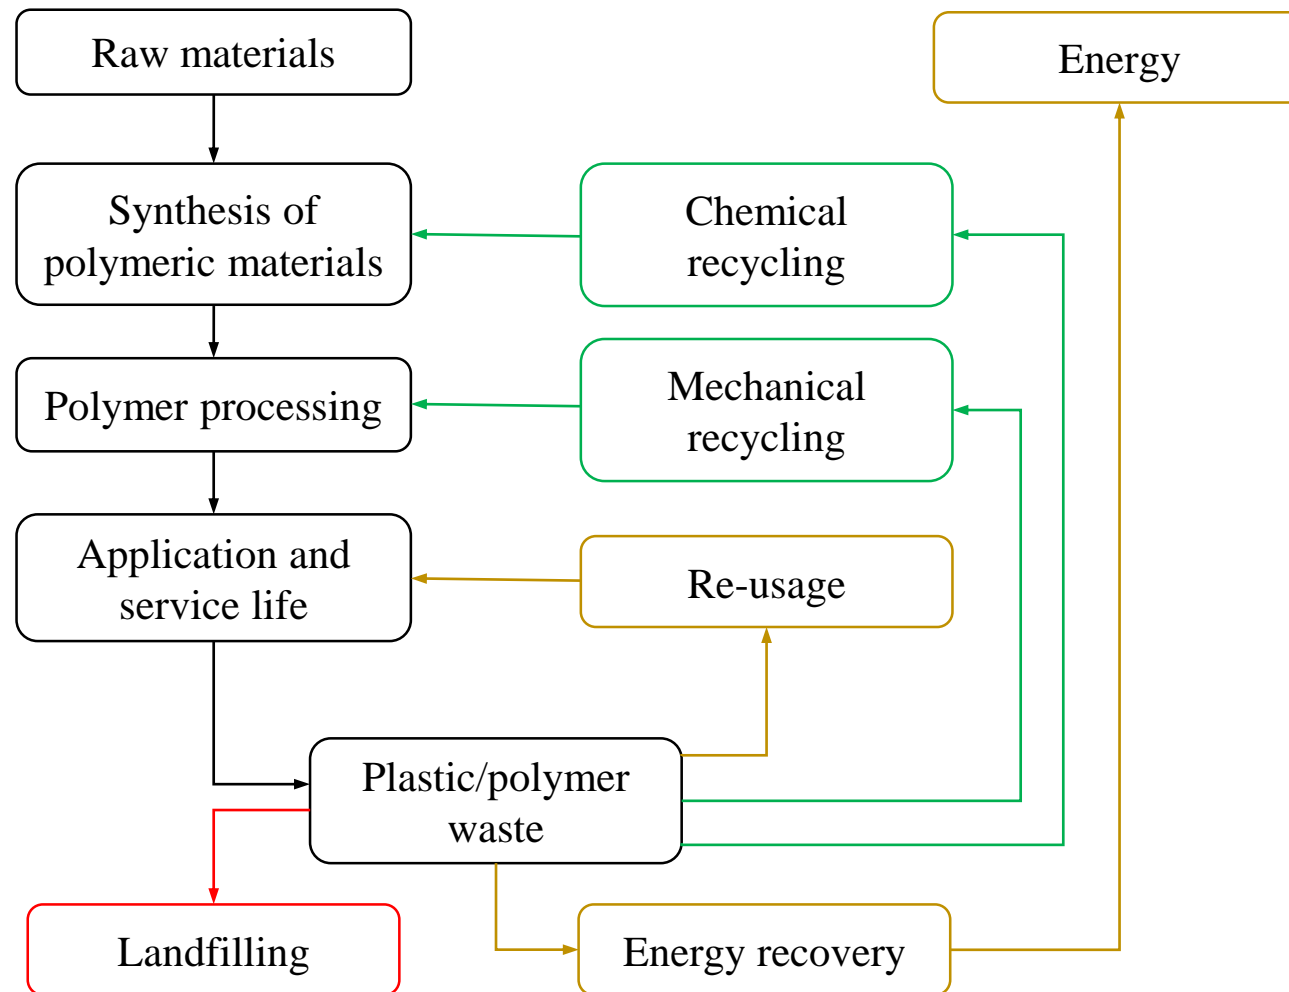 Raw materials
Energy
Synthesis of
polymeric materials
Chemical
recycling
Polymer processing
Mechanical
recycling
Application and
service life
Re-usage
Plastic/polymer
waste
Landfilling
Energy recovery